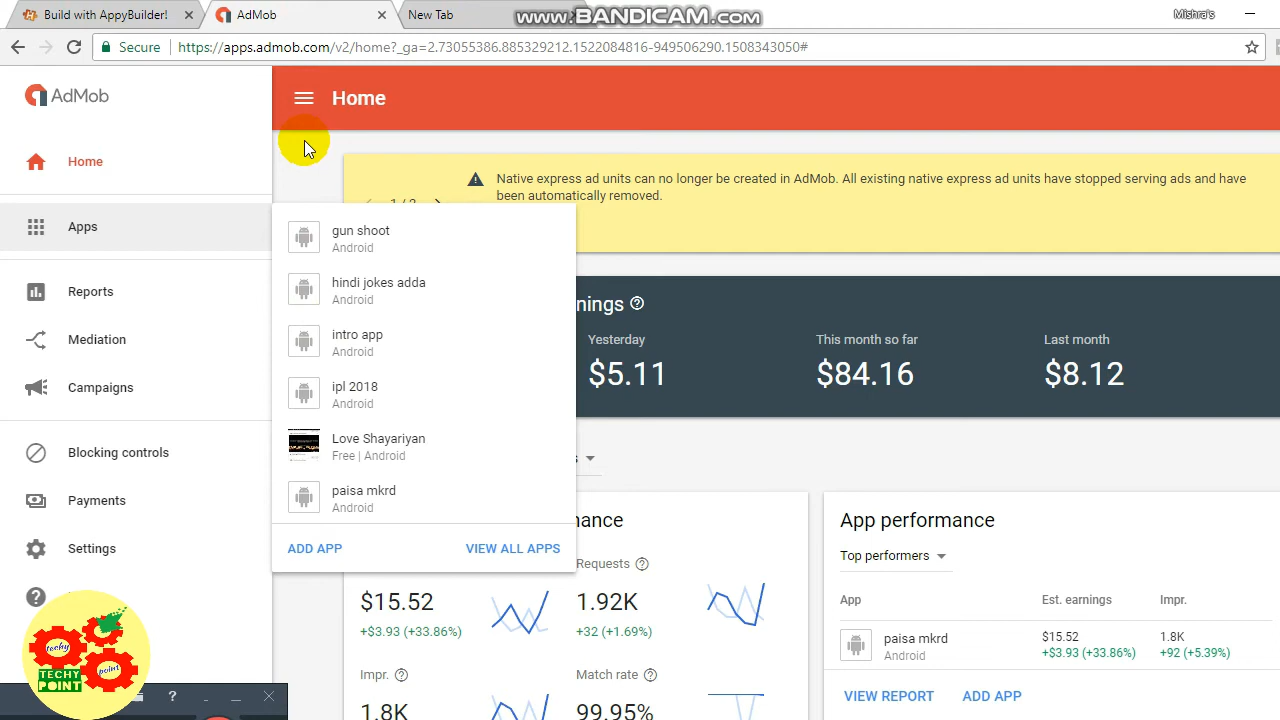 Build with AppyBuilder!
AdMob
New Tab
www.BANDICAM.com
Mishra's
Secure
https://apps.admob.com/v2/home?_ga=2.73055386.885329212.1522084816-949506290.1508343050#
AdMob
Home
Home
Native express ad units can no longer be created in AdMob. All existing native express ad units have stopped serving ads and have
been automatically removed.
Apps
gun shoot
Android
hindi jokes adda
Android
intro app
Android
ipl 2018
Android
Love Shayariyan
Free | Android
paisa mkrd
Android
ADD APP
VIEW ALL APPS
Reports
Mediation
Campaigns
Blocking controls
Payments
Settings
Yesterday
$5.11
This month so far
$84.16
Last month
$8.12
Requests
$15.52
+$3.93 (+33.86%)
1.92K
+32 (+1.69%)
Impr.
1.8K
Match rate
99.95%
App performance
Top performers
App
Est. earnings
Impr.
paisa mkrd
Android
$15.52
+$3.93 (+33.86%)
1.8K
+92 (+5.39%)
VIEW REPORT
ADD APP
techy
point
TECHY
POINT